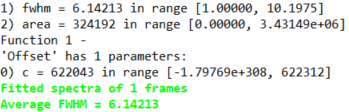 1) fwhm = 6.14213 in range [1.00000, 10.1975]
2) area = 324192 in range [0.00000, 3.43149e+06]
Function 1 -
'Offset' has 1 parameters:
0) c = 622043 in range [-1.79769e+308, 622312]
Fitted spectra of 1 frames
Average FWHM = 6.14213